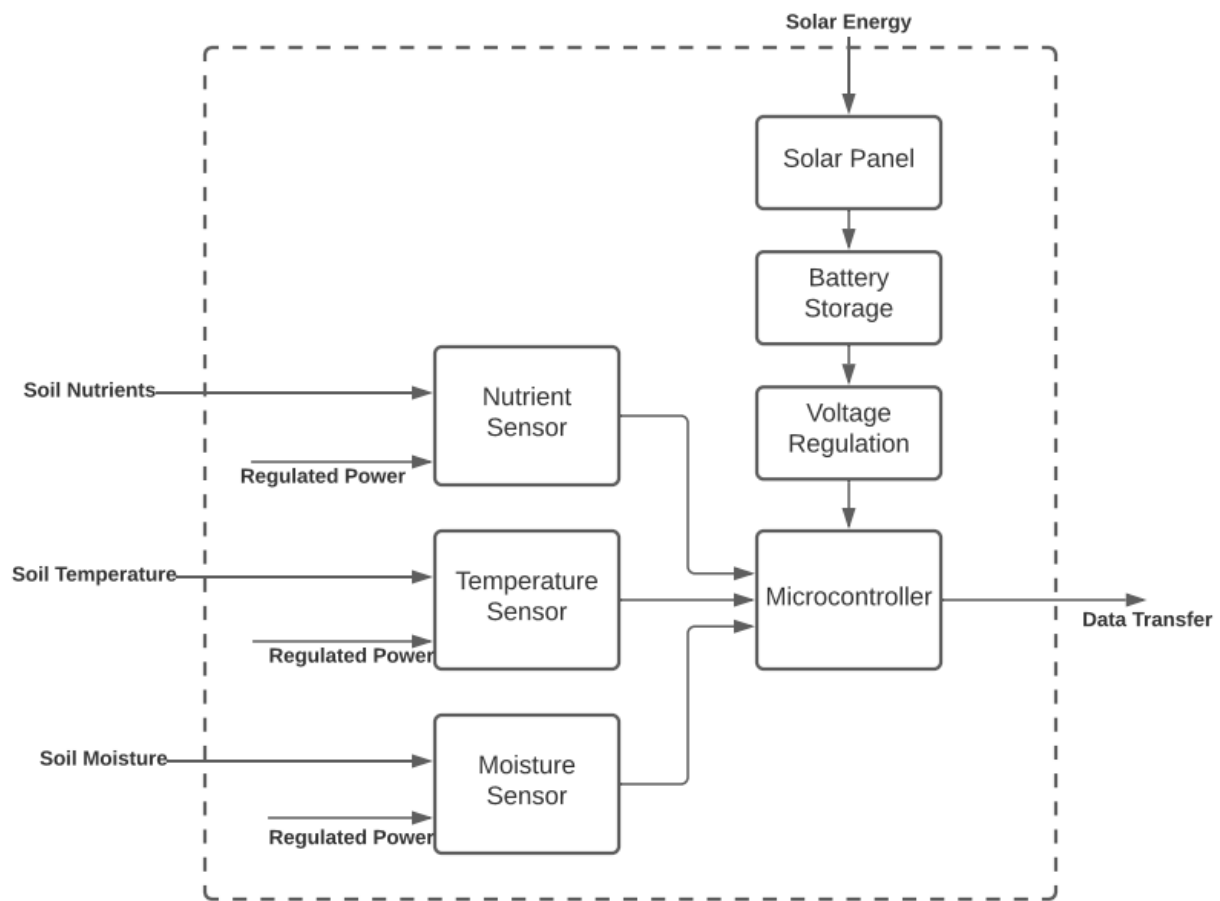 Solar Energy
Solar Panel
Battery
Storage
Voltage
Regulation
Soil Nutrients
Nutrient
Sensor
Regulated Power
Soil Temperature
Temperature
Sensor
Regulated Power
Microcontroller
Data Transfer
Soil Moisture
Moisture
Sensor
Regulated Power